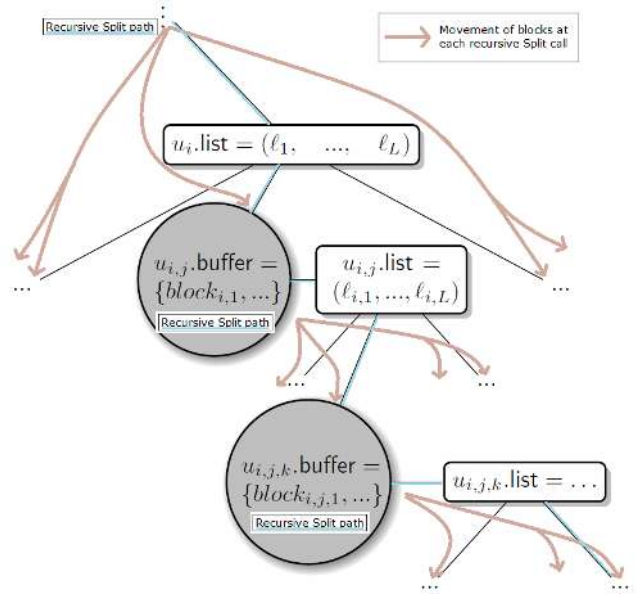 ⋮
Recursive Split path
Movement of blocks at
each recursive Split call
u_i.list = (ℓ_1, ..., ℓ_L)
u_{i,j}.buffer =
{block_{i,1}, ...}
Recursive Split path
u_{i,j}.list =
(ℓ_{i,1}, ..., ℓ_{i,L})
...
...
...
...
u_{i,j,k}.buffer =
{block_{i,j,1}, ...}
Recursive Split path
u_{i,j,k}.list = ...
...
...